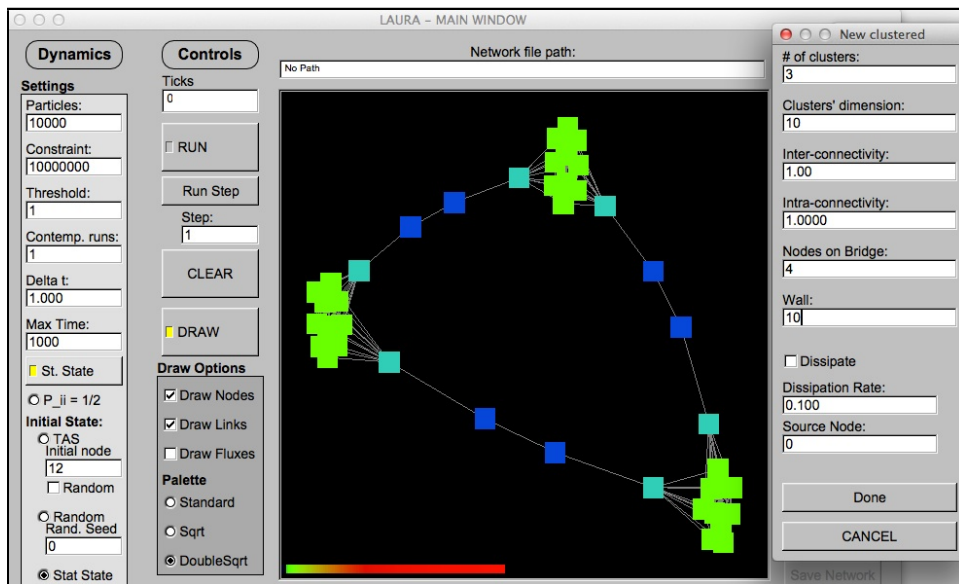 LAURA - MAIN WINDOW
Dynamics
Settings
Particles:
10000
Constraint:
10000000
Threshold:
1
Contemp. runs:
1
Delta t:
1.000
Max Time:
1000
St. State
P_ii = 1/2
Initial State:
TAS
Initial node
12
Random
Random
Rand. Seed
0
Stat State
Controls
Ticks
0
RUN
Run Step
Step:
1
CLEAR
DRAW
Draw Options
Draw Nodes
Draw Links
Draw Fluxes
Palette
Standard
Sqrt
DoubleSqrt
Network file path:
No Path
New clustered
# of clusters:
3
Clusters' dimension:
10
Inter-connectivity:
1.00
Intra-connectivity:
1.0000
Nodes on Bridge:
4
Wall:
10
Dissipate
Dissipation Rate:
0.100
Source Node:
0
Done
CANCEL
Save Network